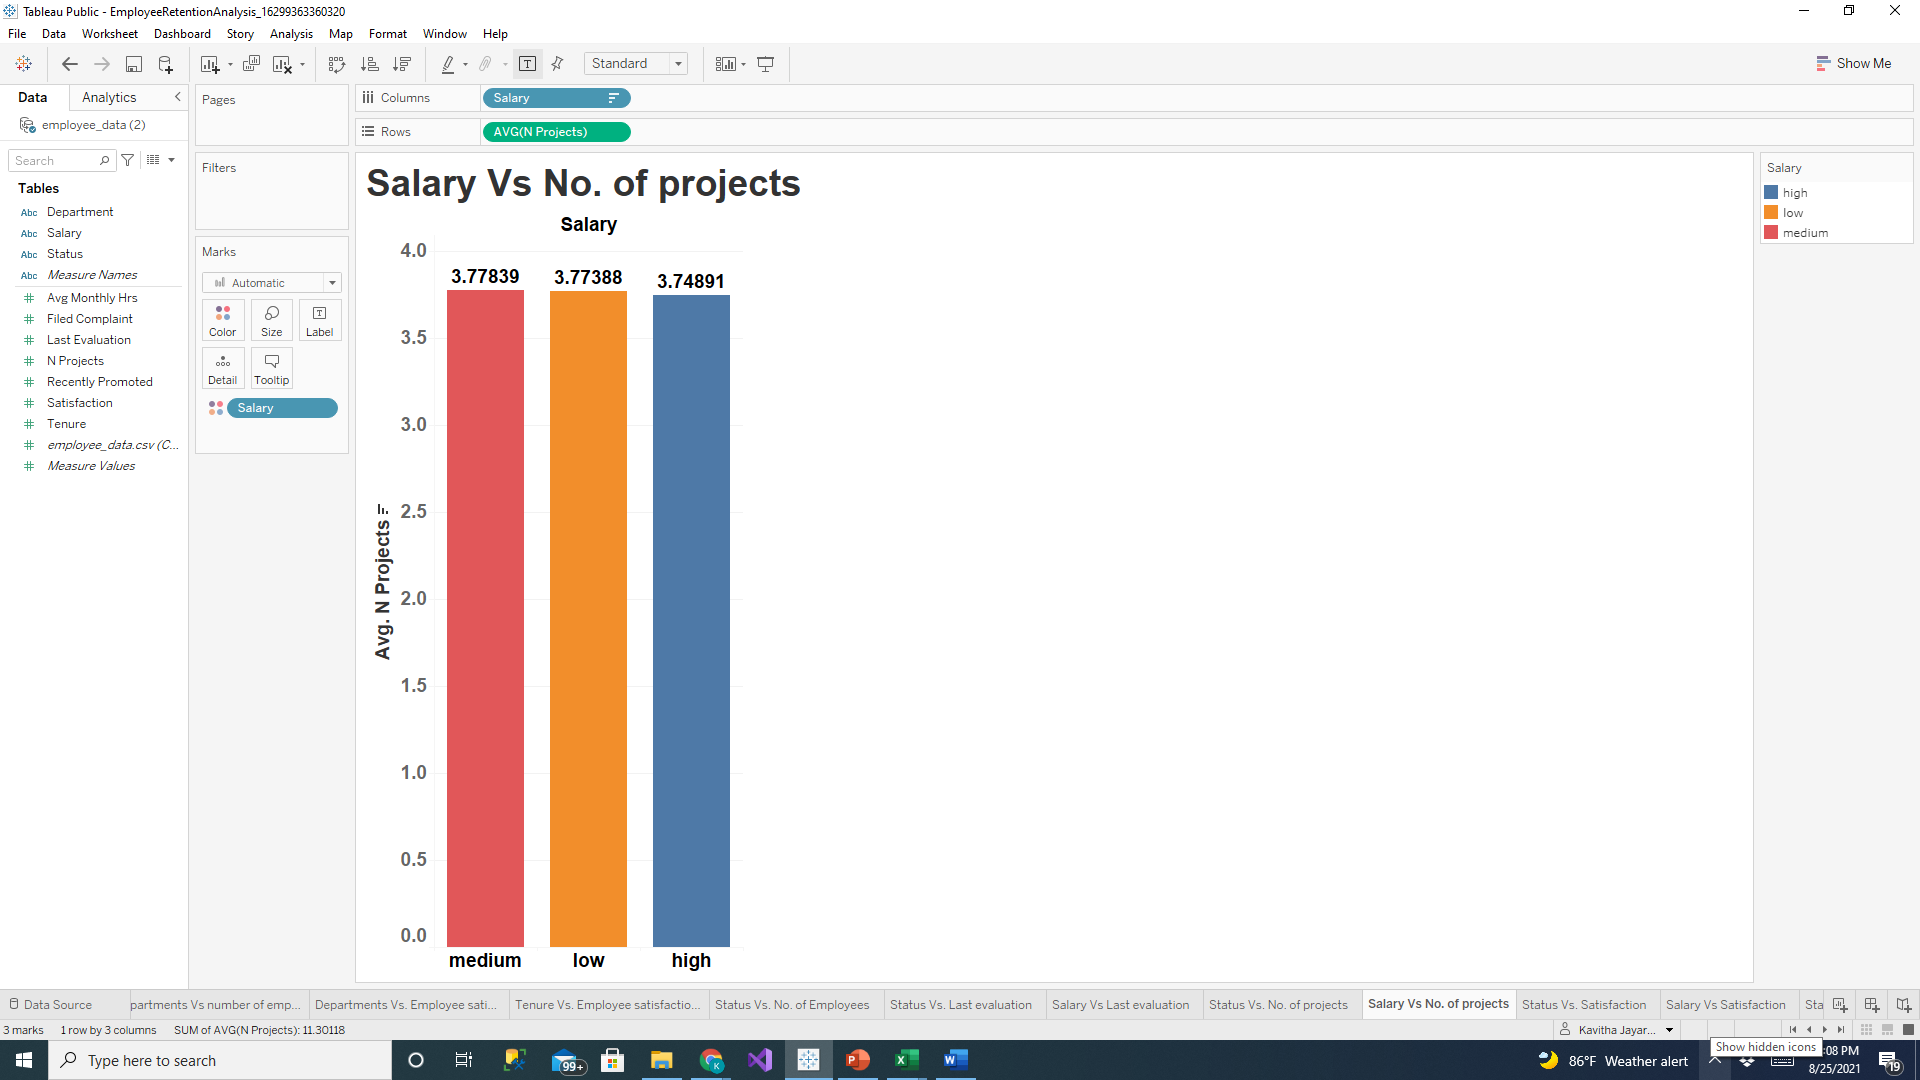 Tableau Public - EmployeeRetentionAnalysis_16299363360320
File Data Worksheet Dashboard Story Analysis Map Format Window Help
Standard
Show Me
Data Analytics
employee_data (2)
Search
Tables
Abc Department
Abc Salary
Abc Status
Abc Measure Names
# Avg Monthly Hrs
# Filed Complaint
# Last Evaluation
# N Projects
# Recently Promoted
# Satisfaction
# Tenure
# employee_data.csv (C...
# Measure Values
Pages
Filters
Marks
Automatic
Color Size Label
Detail Tooltip
Salary
Columns Salary
Rows AVG(N Projects)
Salary Vs No. of projects
Salary
4.0
3.5
3.0
2.5
2.0
1.5
1.0
0.5
0.0
Avg. N Projects
3.77839 3.77388 3.74891
medium low high
Salary
high
low
medium
Data Source partments Vs number of emp... Departments Vs. Employee sati... Tenure Vs. Employee satisfactio... Status Vs. No. of Employees Status Vs. Last evaluation Salary Vs Last evaluation Status Vs. No. of projects Salary Vs No. of projects Status Vs. Satisfaction Salary Vs Satisfaction Sta
3 marks 1 row by 3 columns SUM of AVG(N Projects): 11.30118
Kavitha Jayar...
Show hidden icons
Type here to search
99+
K
86°F Weather alert
:08 PM
8/25/2021
19